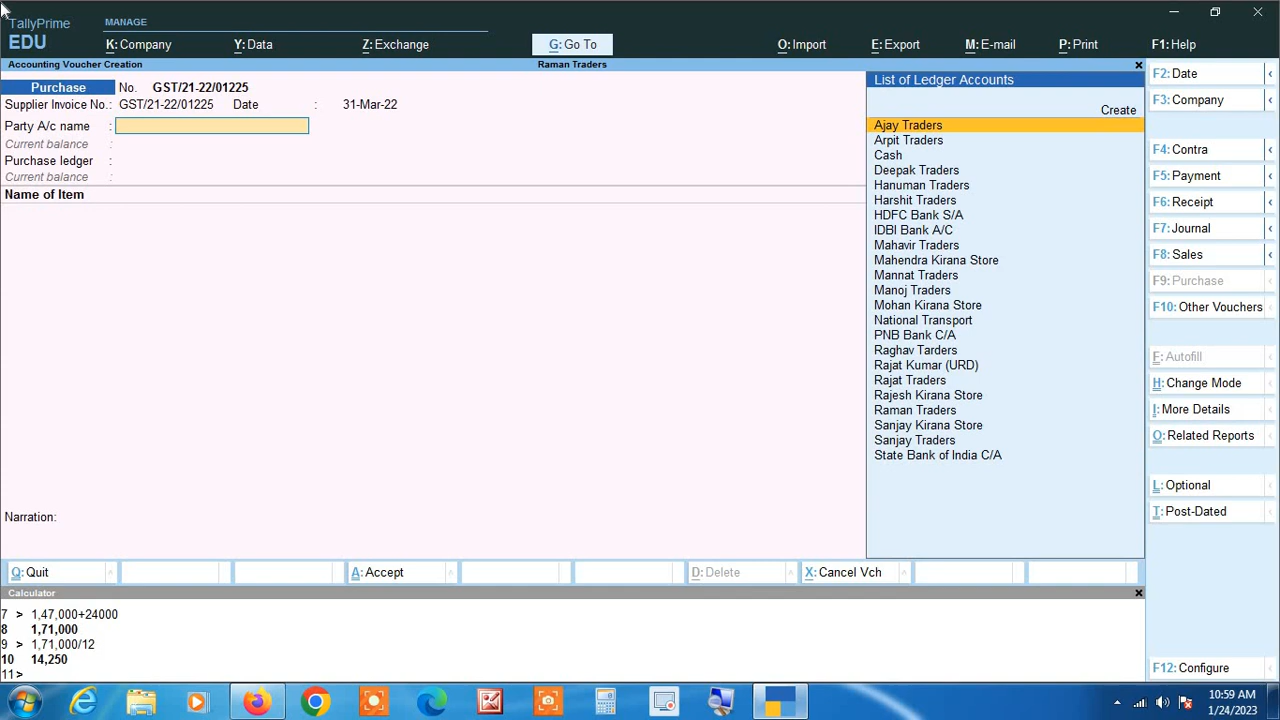 TallyPrime
EDU
MANAGE
K: Company
Y: Data
Z: Exchange
G: Go To
O: Import
E: Export
M: E-mail
P: Print
F1: Help
Accounting Voucher Creation
Raman Traders
Purchase No. GST/21-22/01225
Supplier Invoice No.: GST/21-22/01225 Date : 31-Mar-22
Party A/c name :
Current balance :
Purchase ledger :
Current balance :
Name of Item
Narration:
List of Ledger Accounts
Create
Ajay Traders
Arpit Traders
Cash
Deepak Traders
Hanuman Traders
Harshit Traders
HDFC Bank S/A
IDBI Bank A/C
Mahavir Traders
Mahendra Kirana Store
Mannat Traders
Manoj Traders
Mohan Kirana Store
National Transport
PNB Bank C/A
Raghav Tarders
Rajat Kumar (URD)
Rajat Traders
Rajesh Kirana Store
Raman Traders
Sanjay Kirana Store
Sanjay Traders
State Bank of India C/A
F2: Date
F3: Company
F4: Contra
F5: Payment
F6: Receipt
F7: Journal
F8: Sales
F9: Purchase
F10: Other Vouchers
F: Autofill
H: Change Mode
I: More Details
O: Related Reports
L: Optional
T: Post-Dated
F12: Configure
Q: Quit
A: Accept
D: Delete
X: Cancel Vch
Calculator
7 > 1,47,000+24000
8 1,71,000
9 > 1,71,000/12
10 14,250
11>
10:59 AM
1/24/2023